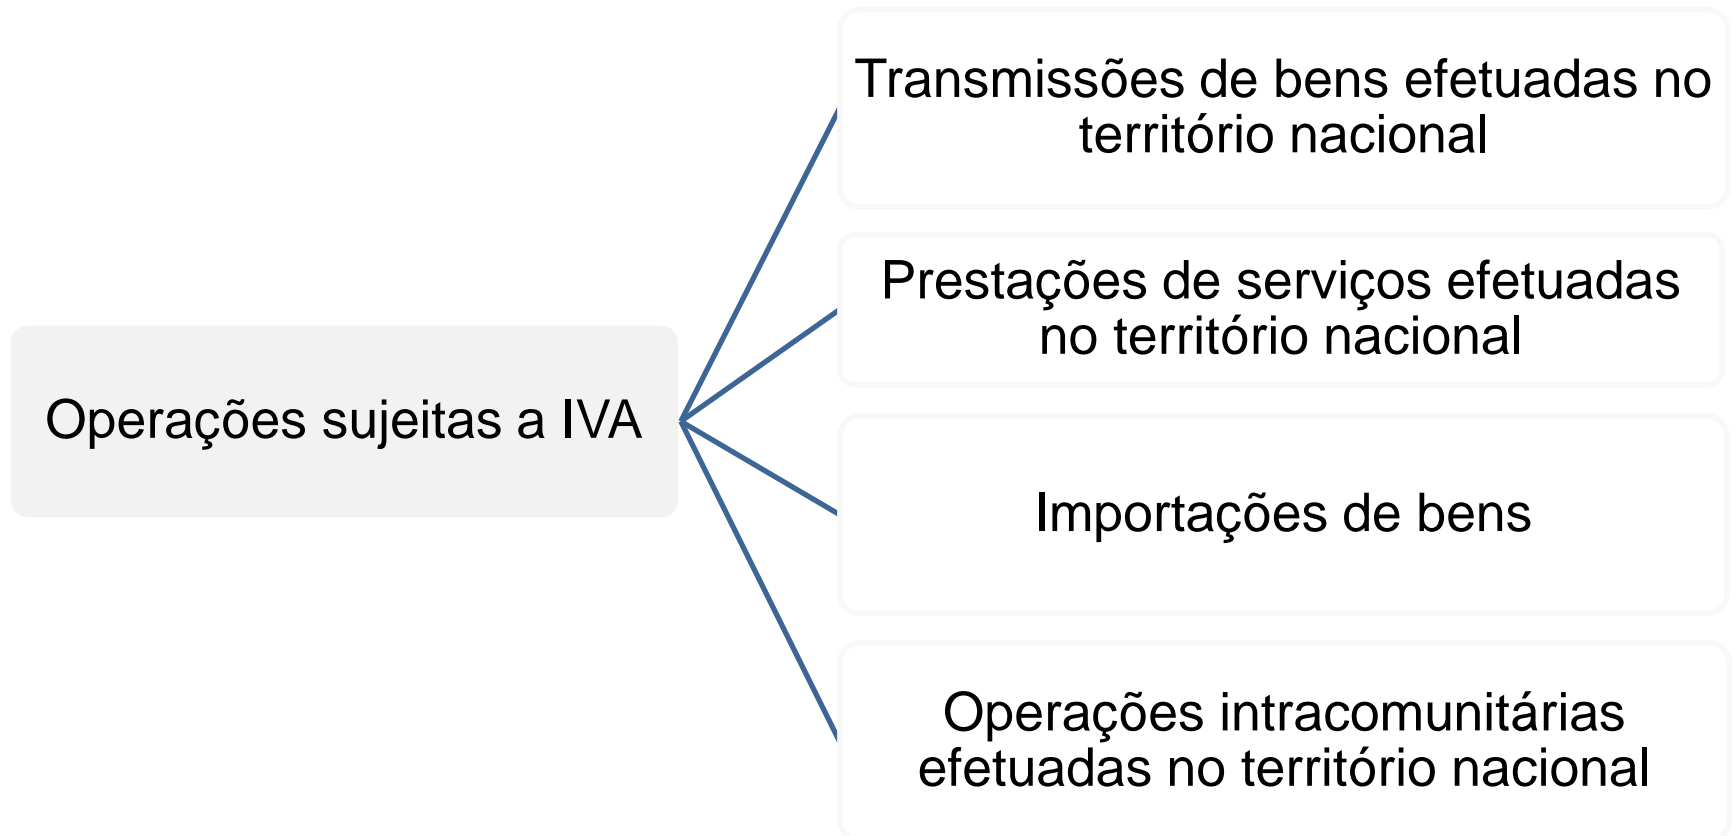 Operações sujeitas a IVA
Transmissões de bens efetuadas no
território nacional
Prestações de serviços efetuadas
no território nacional
Importações de bens
Operações intracomunitárias
efetuadas no território nacional